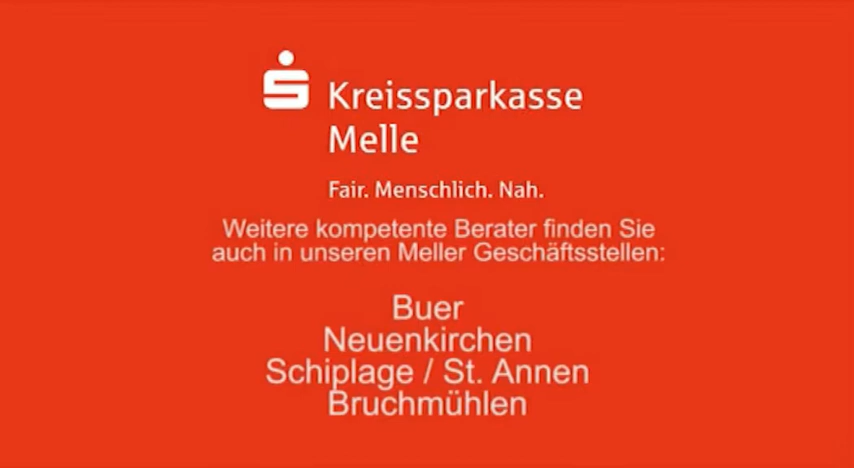 Kreissparkasse
Melle
Fair. Menschlich. Nah.
Weitere kompetente Berater finden Sie
auch in unseren Meller Geschäftsstellen:
Buer
Neuenkirchen
Schiplage / St. Annen
Bruchmühlen